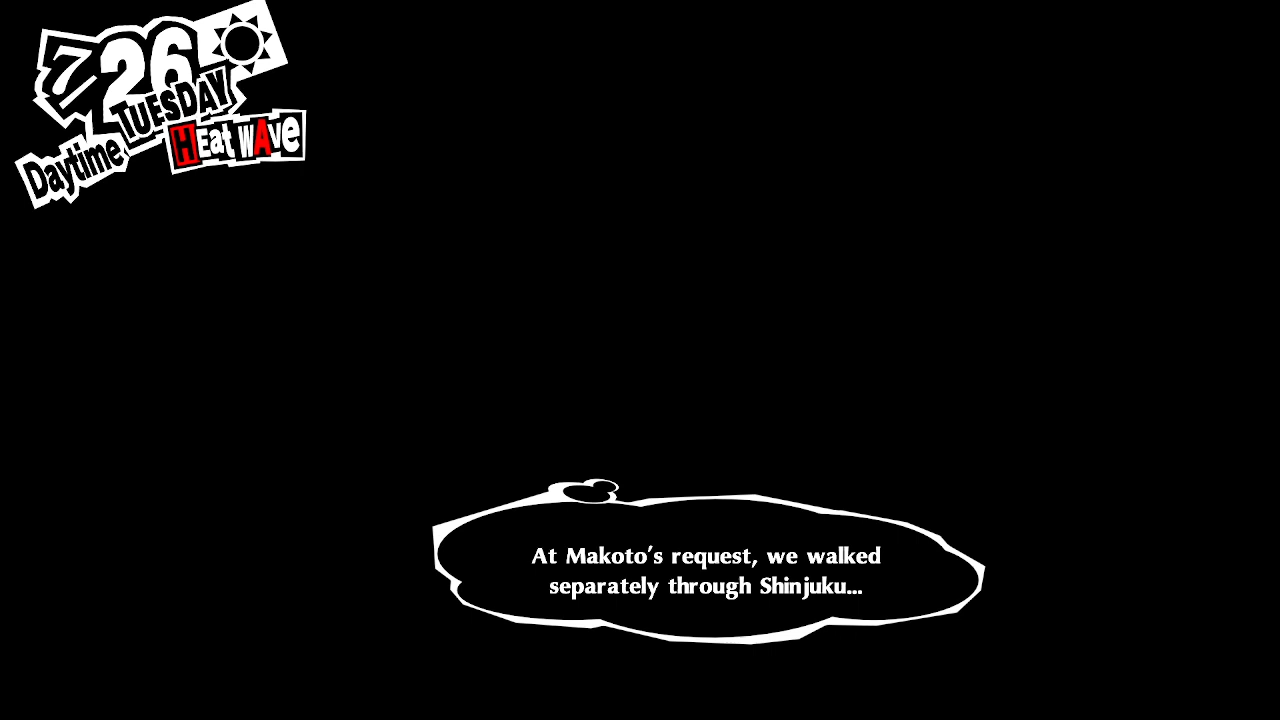 7 26
TUESDAY
Daytime
HEat wAve
At Makoto's request, we walked
separately through Shinjuku...